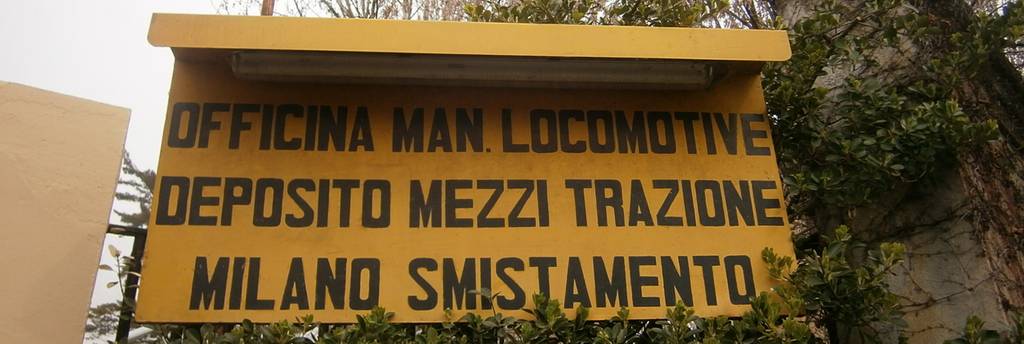 OFFICINA MAN. LOCOMOTIVE
DEPOSITO MEZZI TRAZIONE
MILANO SMISTAMENTO